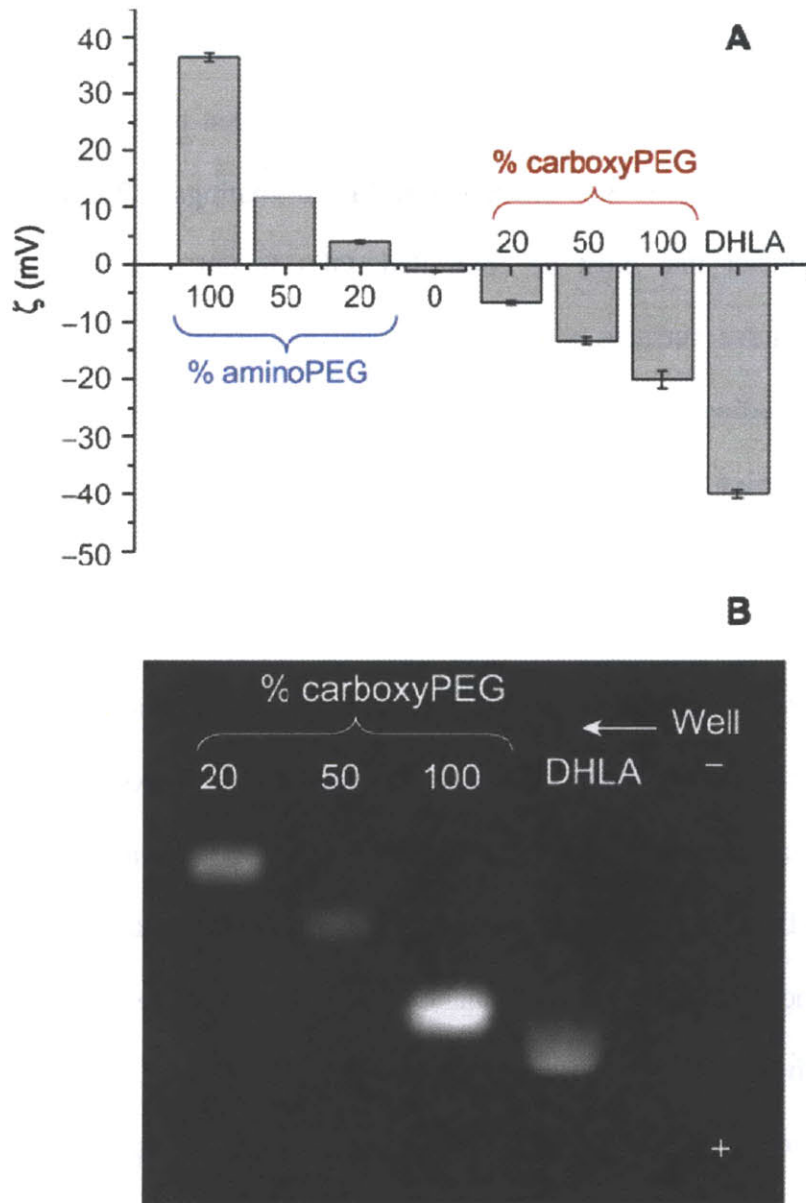 A
40
30
20
10
0
−10
−20
−30
−40
−50
ζ (mV)
% carboxyPEG
20 50 100 DHLA
100 50 20 0
% aminoPEG
B
% carboxyPEG
Well
20 50 100 DHLA −
+